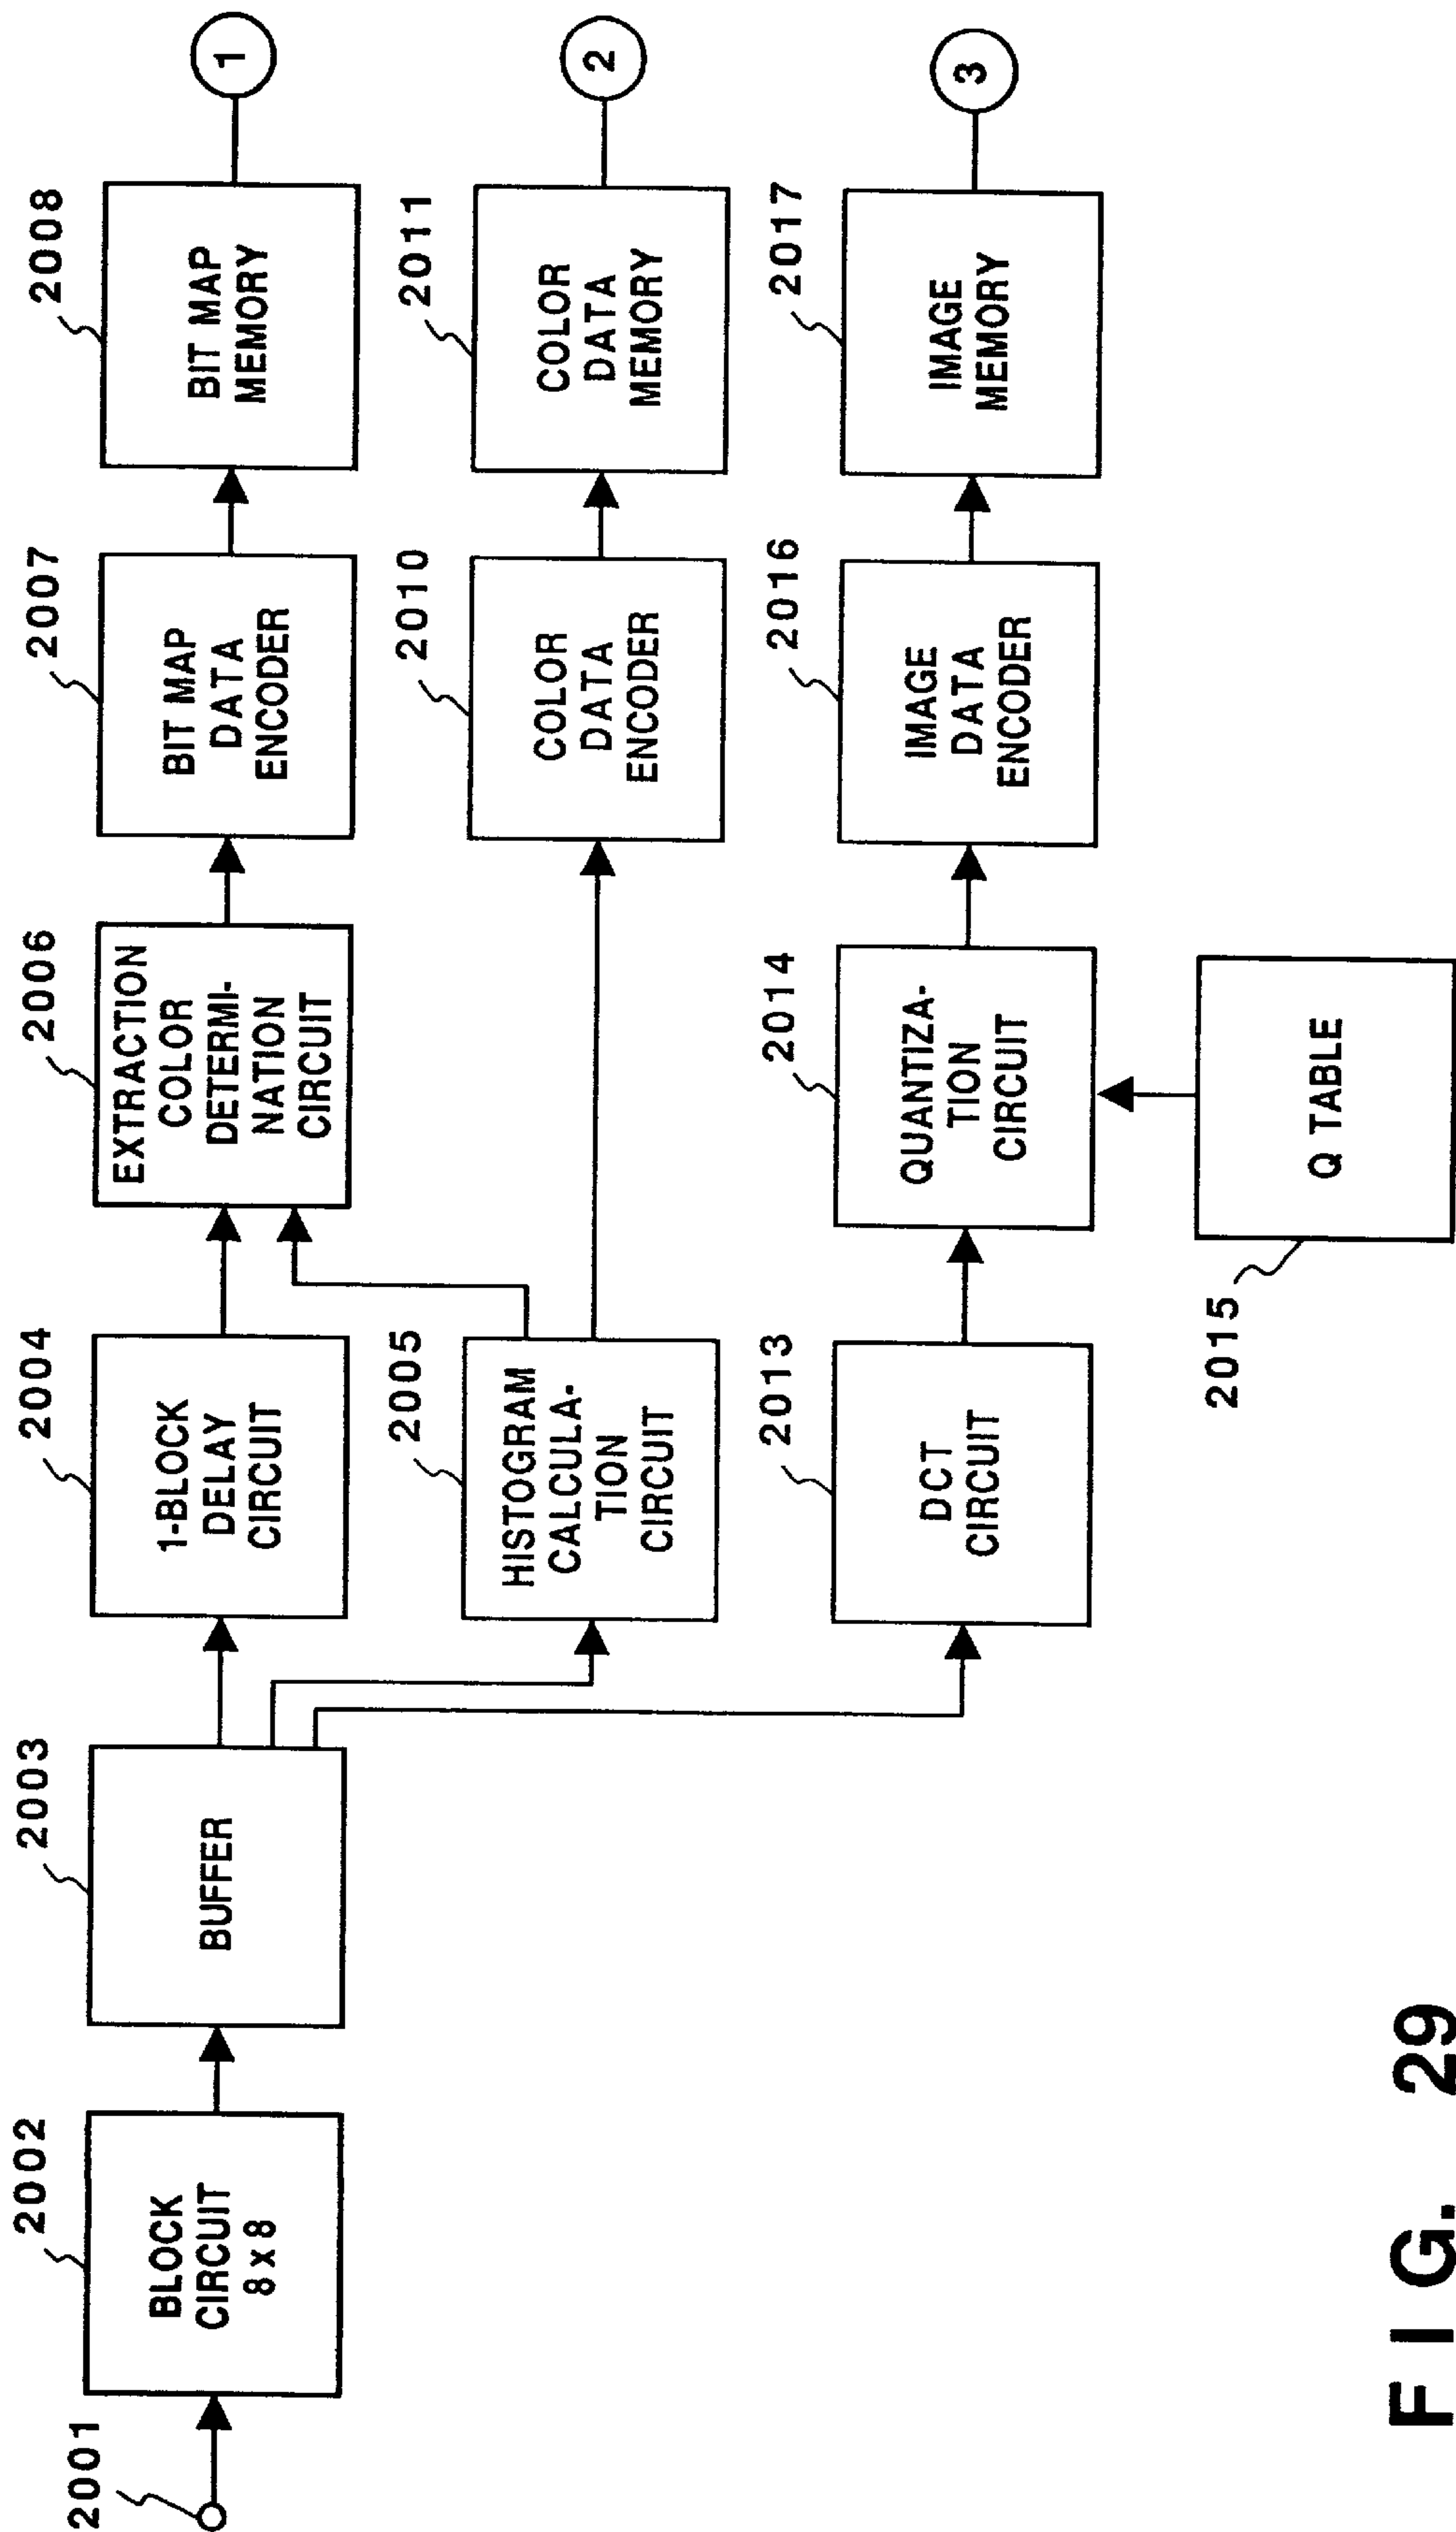 2001
2002
BLOCK
CIRCUIT
8 x 8
2003
BUFFER
2004
1-BLOCK
DELAY
CIRCUIT
2006
EXTRACTION
COLOR
DETERMI-
NATION
CIRCUIT
2007
BIT MAP
DATA
ENCODER
2008
BIT MAP
MEMORY
1
2005
HISTOGRAM
CALCULA-
TION
CIRCUIT
2010
COLOR
DATA
ENCODER
2011
COLOR
DATA
MEMORY
2
2013
DCT
CIRCUIT
2014
QUANTIZA-
TION
CIRCUIT
2016
IMAGE
DATA
ENCODER
2017
IMAGE
MEMORY
3
2015
Q TABLE
FIG. 29